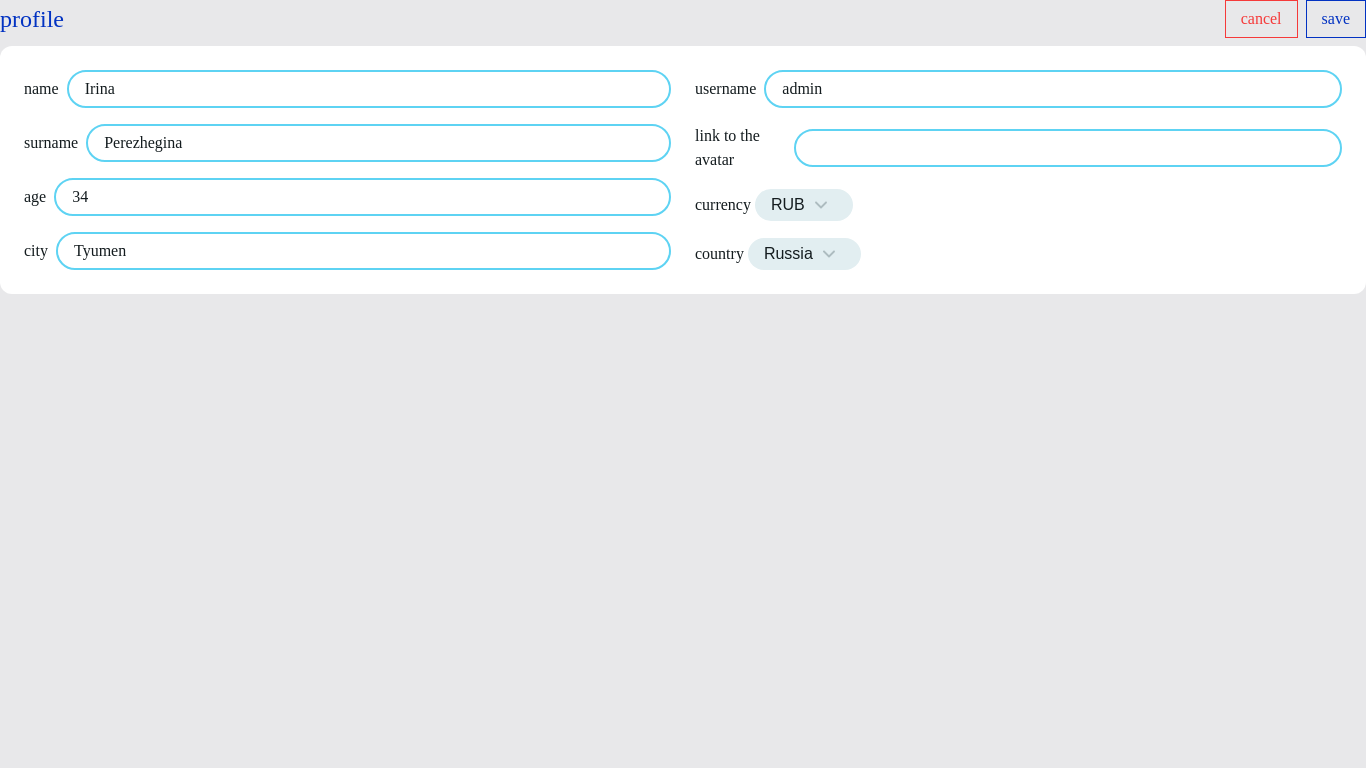 profile
cancel
save
name
Irina
surname
Perezhegina
age
34
city
Tyumen
username
admin
link to the
avatar
currency
RUB
country
Russia